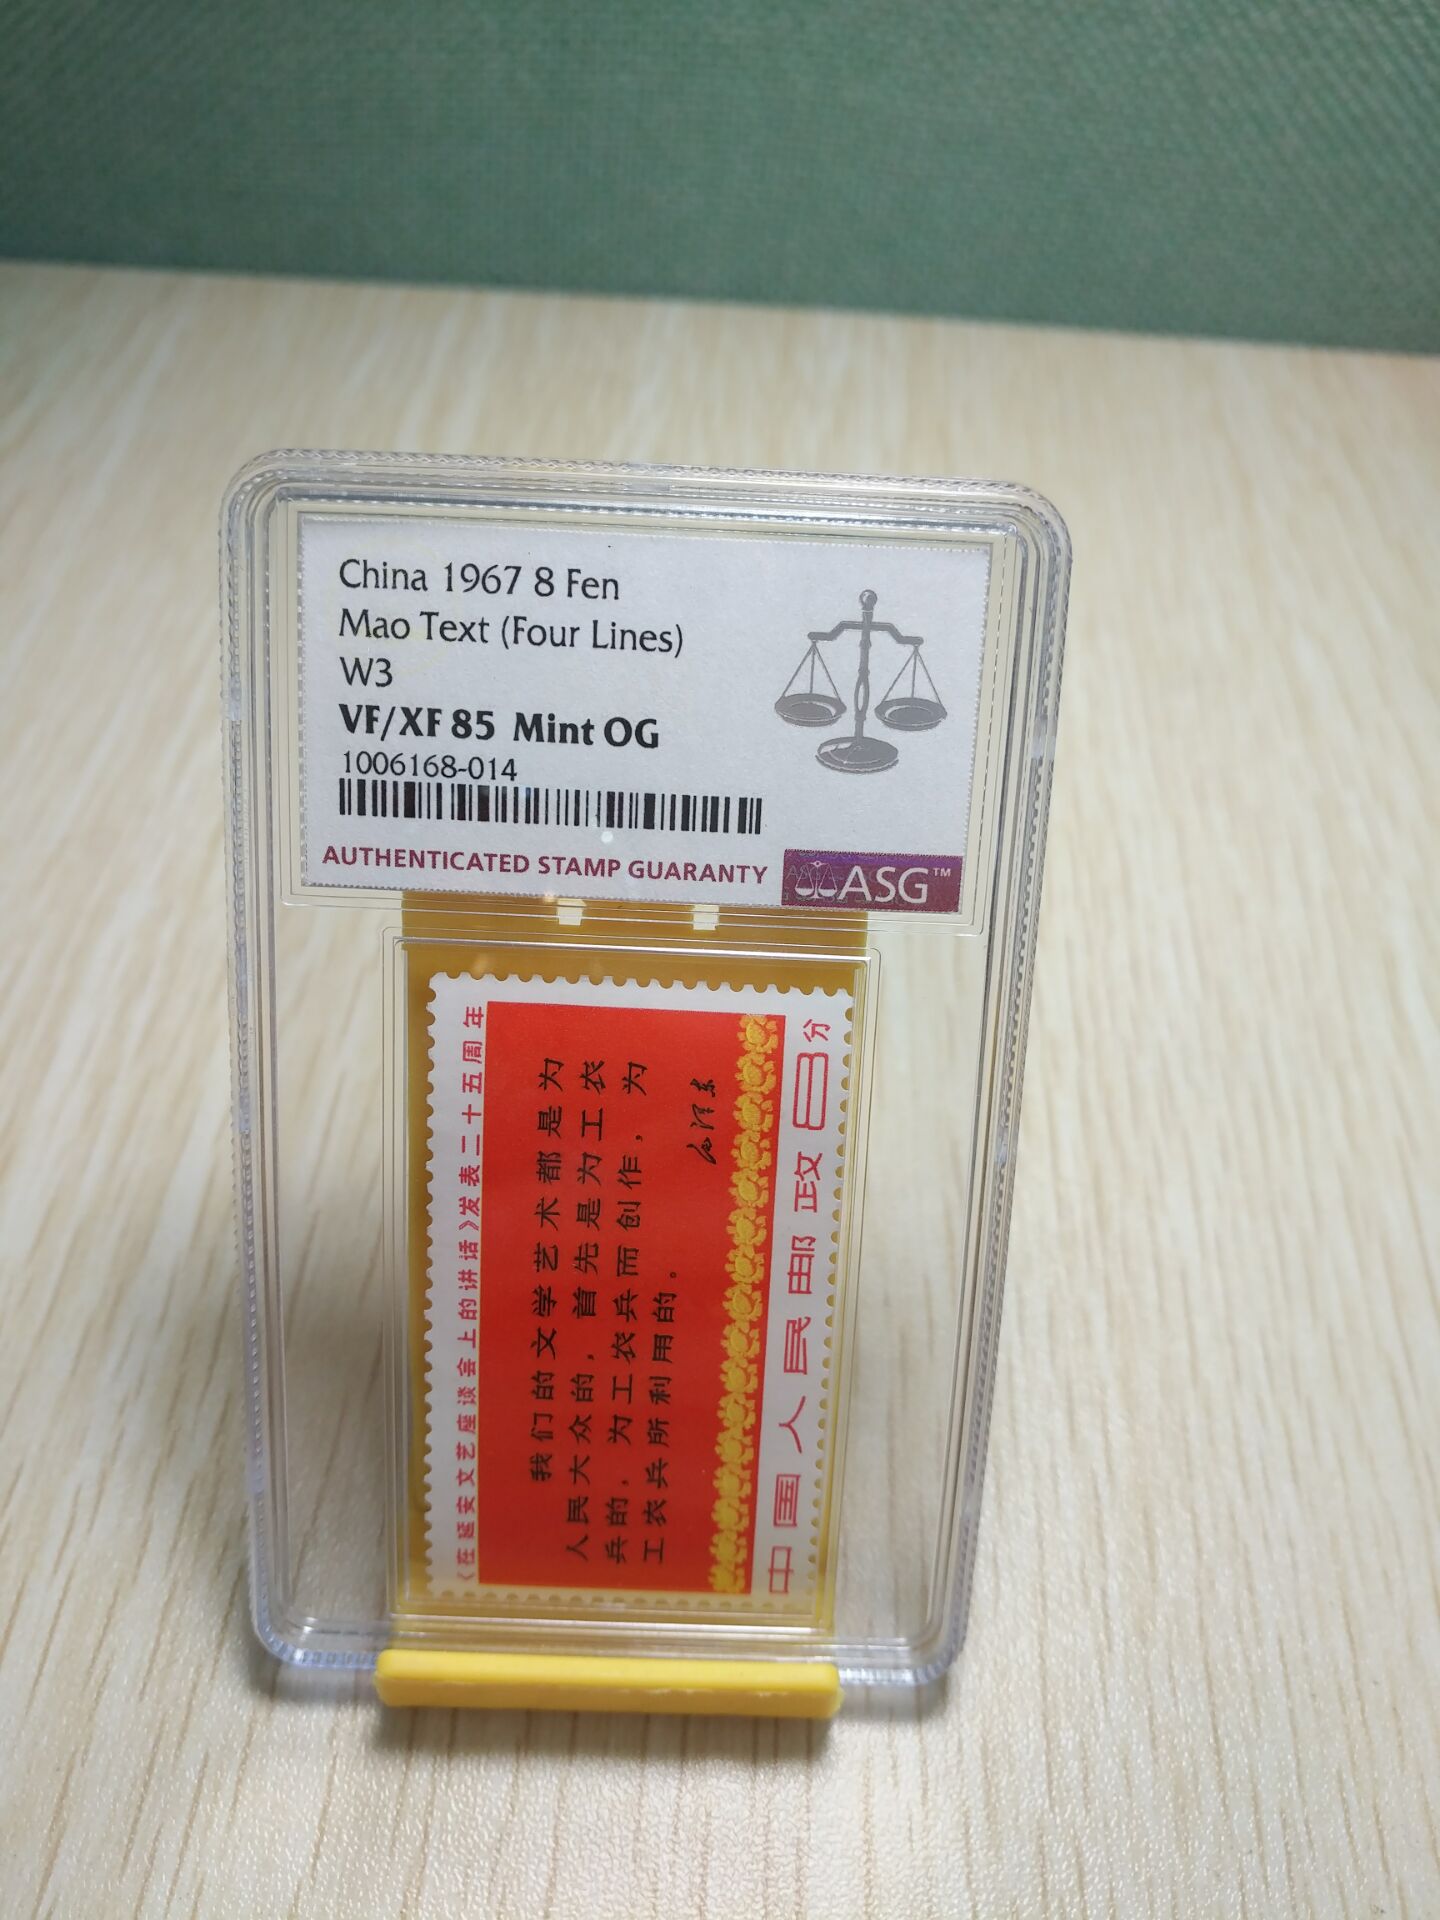 China 1967 8 Fen
Mao Text (Four Lines)
W3
VF/XF 85 Mint OG
1006168-014
AUTHENTICATED STAMP GUARANTY
ASG™
《在延安文艺座谈会上的讲话》发表二十五周年
我们的文学艺术都是为
人民大众的，首先是为工农
兵的，为工农兵而创作，为
工农兵所利用的。
毛泽东
中国人民邮政8分